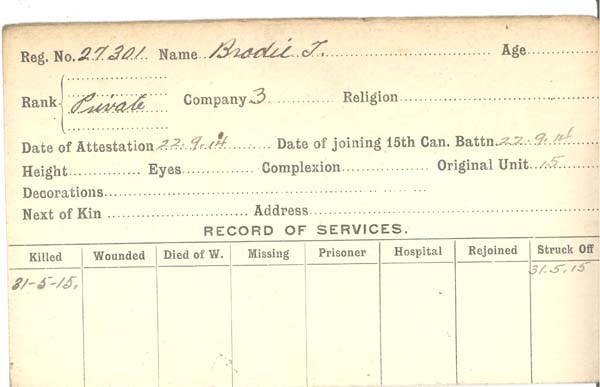 Reg. No. 27301 Name Brodie T. Age
Rank Private Company 3 Religion
Date of Attestation 22.9.14 Date of joining 15th Can. Battn. 22.9.14
Height Eyes Complexion Original Unit 15
Decorations
Next of Kin Address
RECORD OF SERVICES.
Killed Wounded Died of W. Missing Prisoner Hospital Rejoined Struck Off
31-5-15. 31.5.15